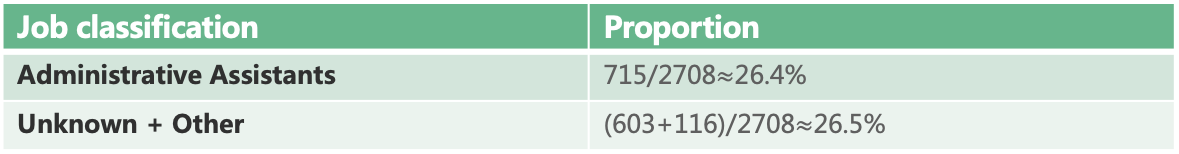 Job classification Proportion
Administrative Assistants 715/2708≈26.4%
Unknown + Other (603+116)/2708≈26.5%